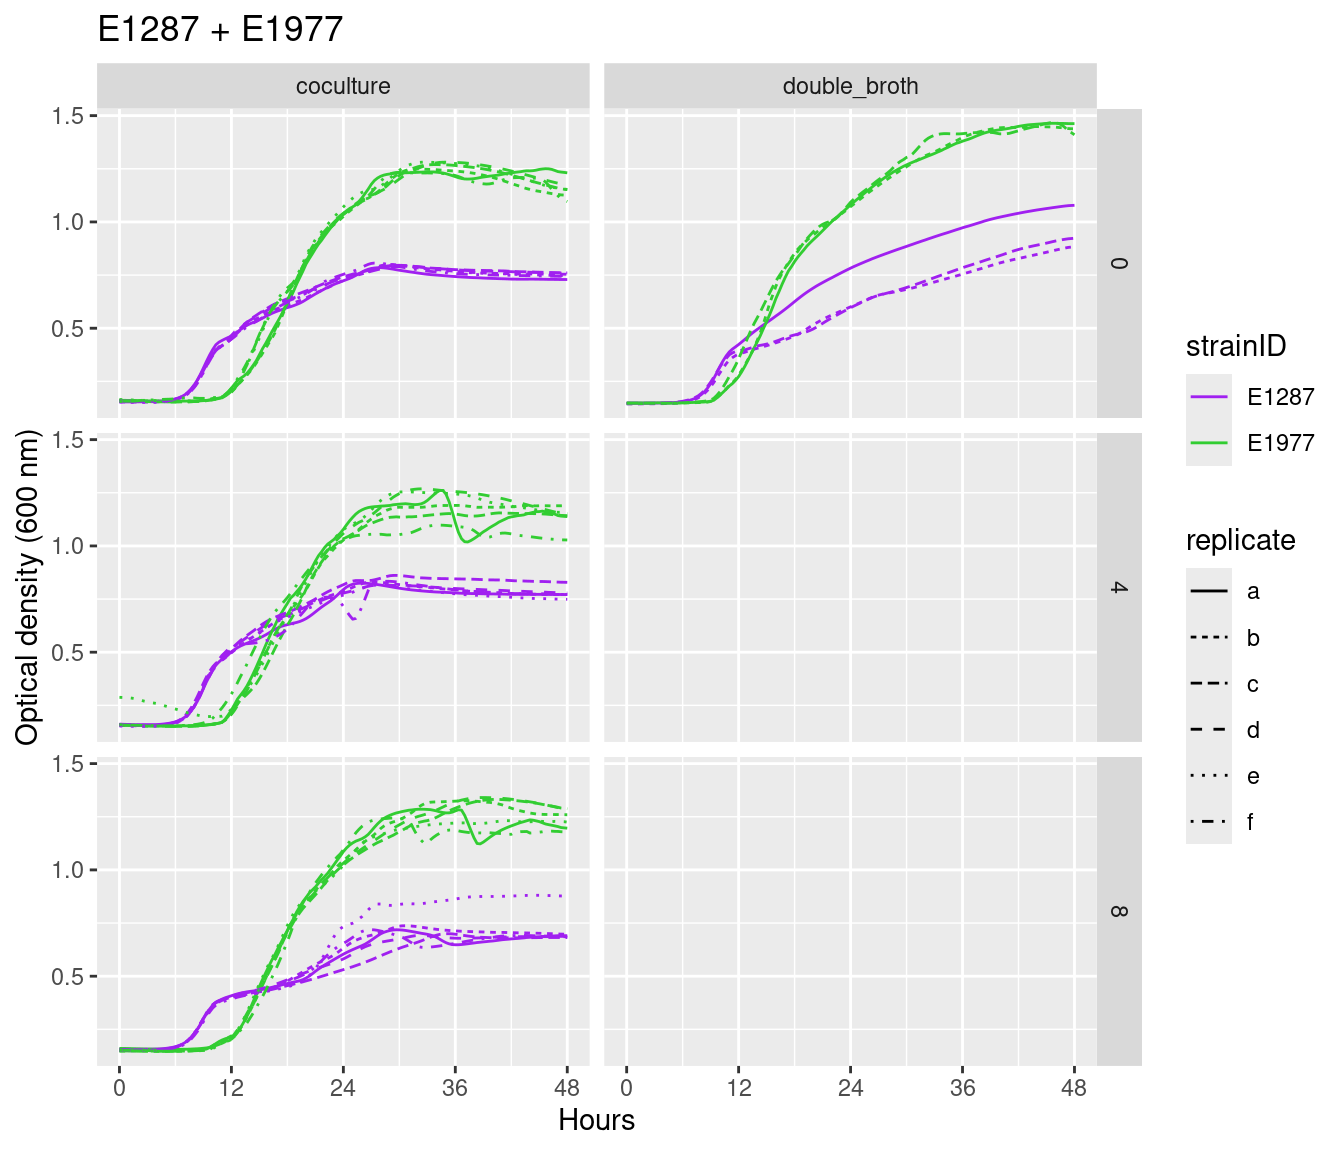 E1287 + E1977
coculture
double_broth
1.5
1.0
0.5
0
1.5
1.0
0.5
4
1.5
1.0
0.5
8
Optical density (600 nm)
0 12 24 36 48
0 12 24 36 48
Hours
strainID
E1287
E1977
replicate
a
b
c
d
e
f